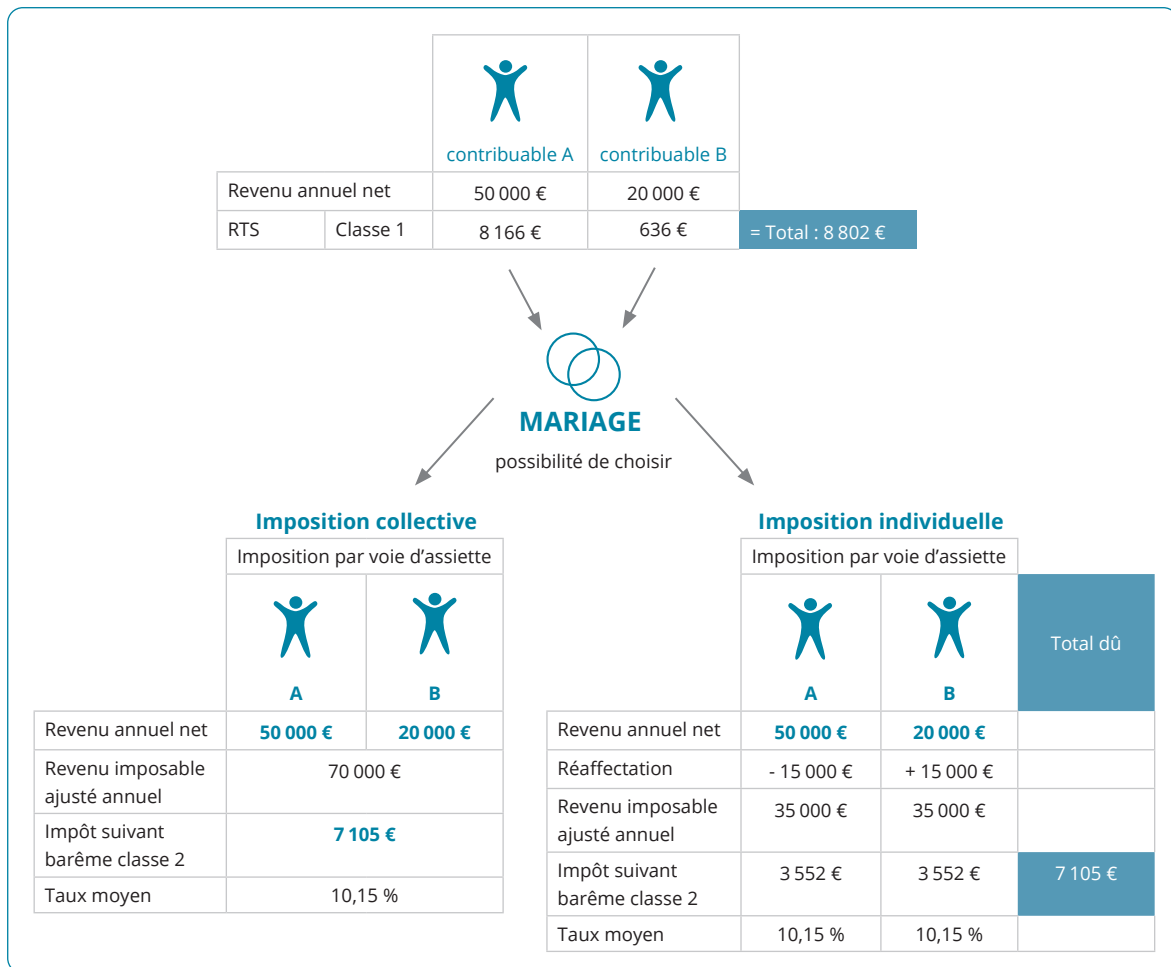 contribuable A contribuable B
Revenu annuel net 50 000 € 20 000 €
RTS Classe 1 8 166 € 636 € = Total : 8 802 €
MARIAGE
possibilité de choisir
Imposition collective
Imposition par voie d'assiette
A B
Revenu annuel net 50 000 € 20 000 €
Revenu imposable
ajusté annuel 70 000 €
Impôt suivant
barême classe 2 7 105 €
Taux moyen 10,15 %
Imposition individuelle
Imposition par voie d'assiette
Total dû
A B
Revenu annuel net 50 000 € 20 000 €
Réaffectation - 15 000 € + 15 000 €
Revenu imposable
ajusté annuel 35 000 € 35 000 €
Impôt suivant
barême classe 2 3 552 € 3 552 € 7 105 €
Taux moyen 10,15 % 10,15 %